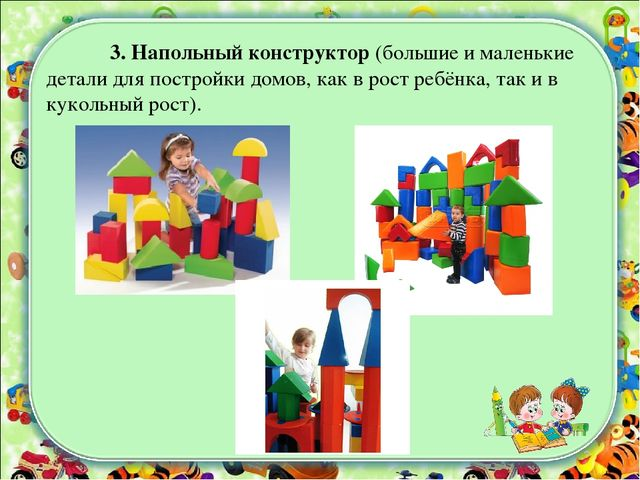 3. Напольный конструктор (большие и маленькие
детали для постройки домов, как в рост ребёнка, так и в
кукольный рост).